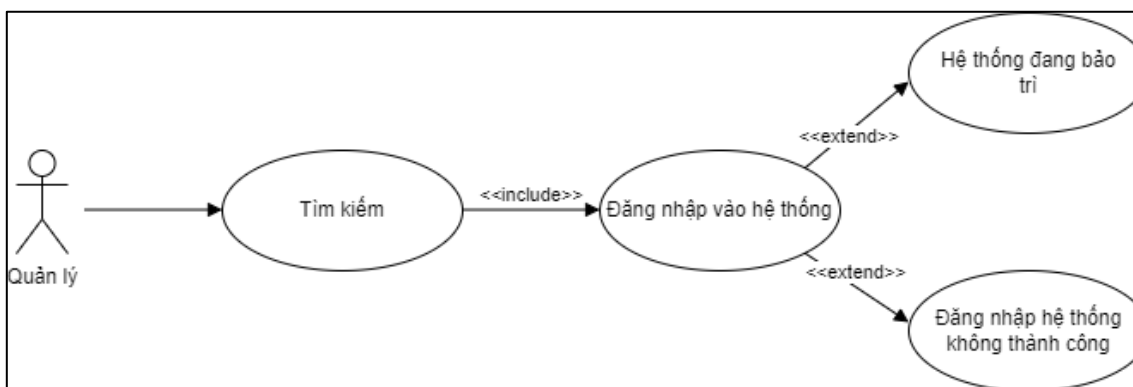 Hệ thống đang bảo
trì
<<extend>>
Tìm kiếm
<<include>>
Đăng nhập vào hệ thống
Quản lý
<<extend>>
Đăng nhập hệ thống
không thành công